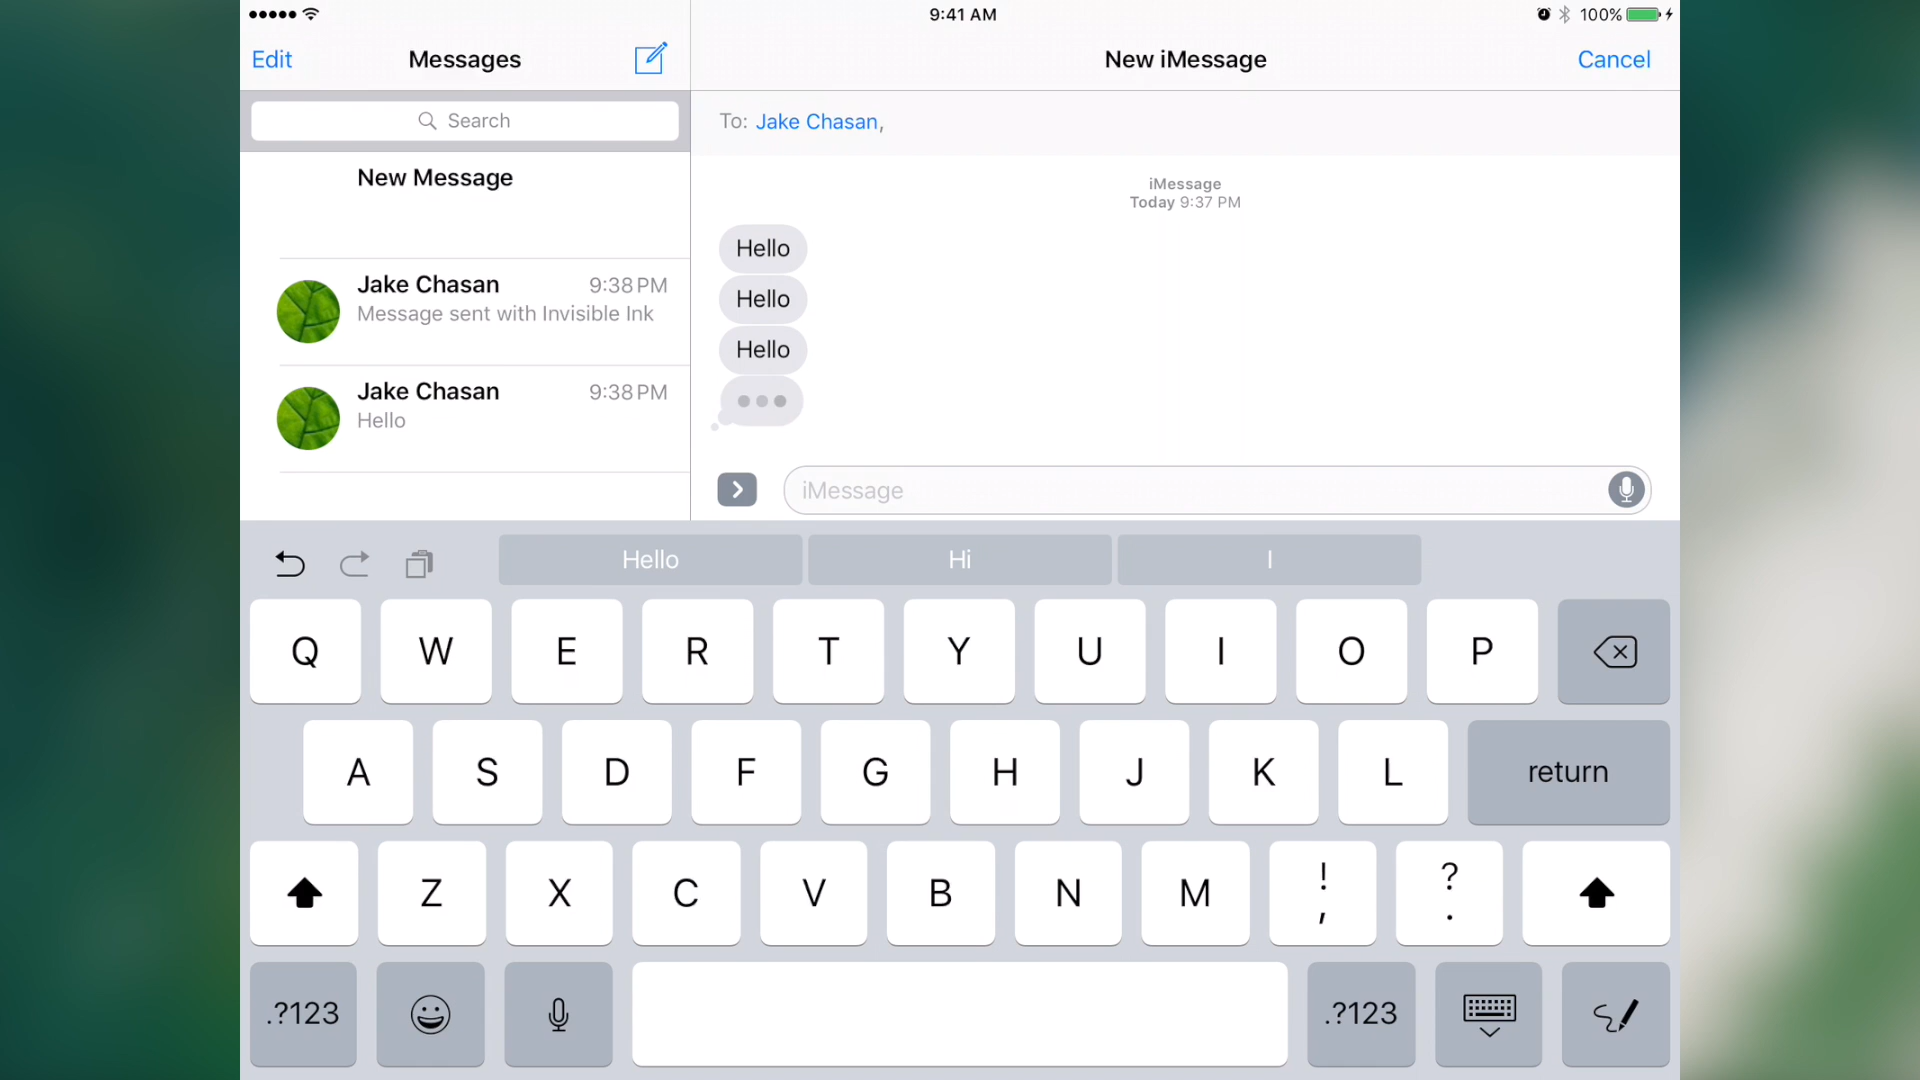 9:41 AM
100%
Edit
Messages
New iMessage
Cancel
Search
To: Jake Chasan,
New Message
iMessage
Today 9:37 PM
Jake Chasan 9:38 PM
Message sent with Invisible Ink
Jake Chasan 9:38 PM
Hello
Hello
Hello
Hello
iMessage
Hello Hi I
Q W E R T Y U I O P
A S D F G H J K L return
Z X C V B N M ! , ? .
.?123 .?123